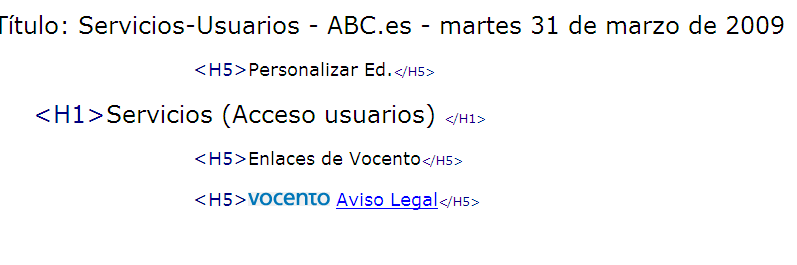 Título: Servicios-Usuarios - ABC.es - martes 31 de marzo de 2009
<H5>Personalizar Ed.</H5>
<H1>Servicios (Acceso usuarios) </H1>
<H5>Enlaces de Vocento</H5>
<H5>vocento Aviso Legal</H5>